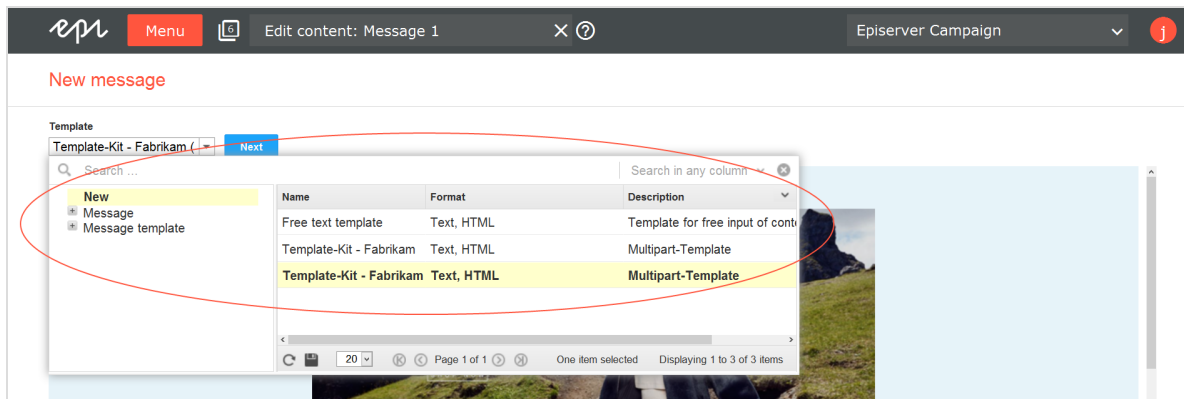 epi Menu 6 Edit content: Message 1 Episerver Campaign j
New message
Template
Template-Kit - Fabrikam ( Next
Search ... Search in any column
New Name Format Description
Message Free text template Text, HTML Template for free input of conte
Message template Template-Kit - Fabrikam Text, HTML Multipart-Template
Template-Kit - Fabrikam Text, HTML Multipart-Template
20 Page 1 of 1 One item selected Displaying 1 to 3 of 3 items